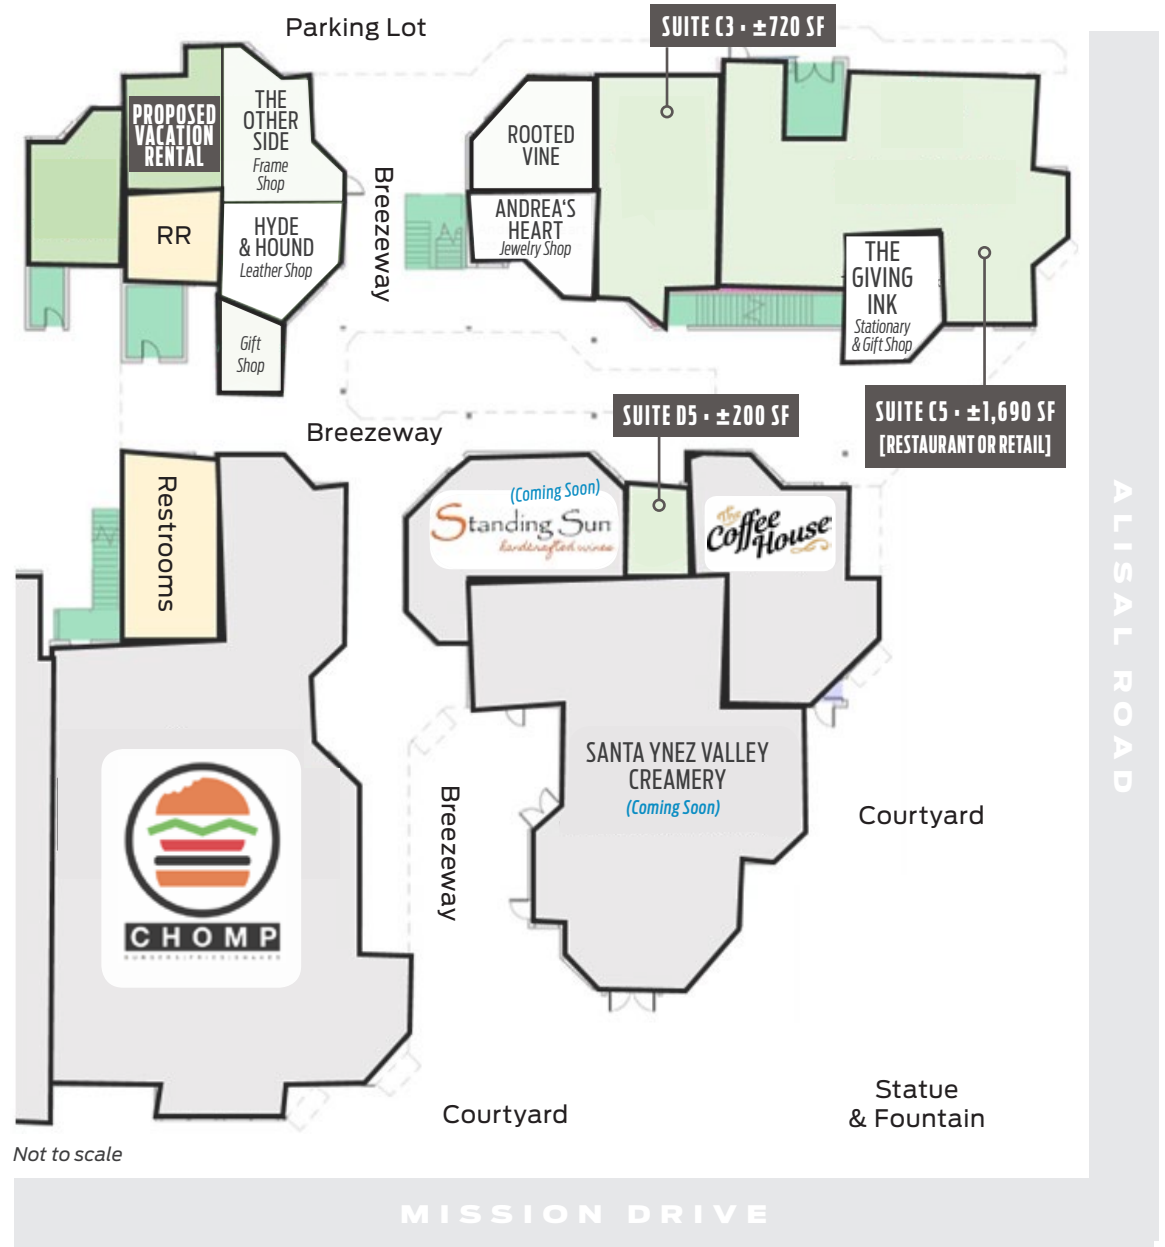 Parking Lot
SUITE C3 · ±720 SF
PROPOSED
VACATION
RENTAL
THE
OTHER
SIDE
Frame
Shop
RR
HYDE
& HOUND
Leather Shop
Gift
Shop
Breezeway
ROOTED
VINE
ANDREA'S
HEART
Jewelry Shop
THE
GIVING
INK
Stationary
& Gift Shop
SUITE C5 · ±1,690 SF
[RESTAURANT OR RETAIL]
SUITE D5 · ±200 SF
Breezeway
Restrooms
(Coming Soon)
Standing Sun
handcrafted wines
The
Coffee
House
SANTA YNEZ VALLEY
CREAMERY
(Coming Soon)
Breezeway
CHOMP
Courtyard
Courtyard
Statue
& Fountain
ALISAL ROAD
Not to scale
MISSION DRIVE